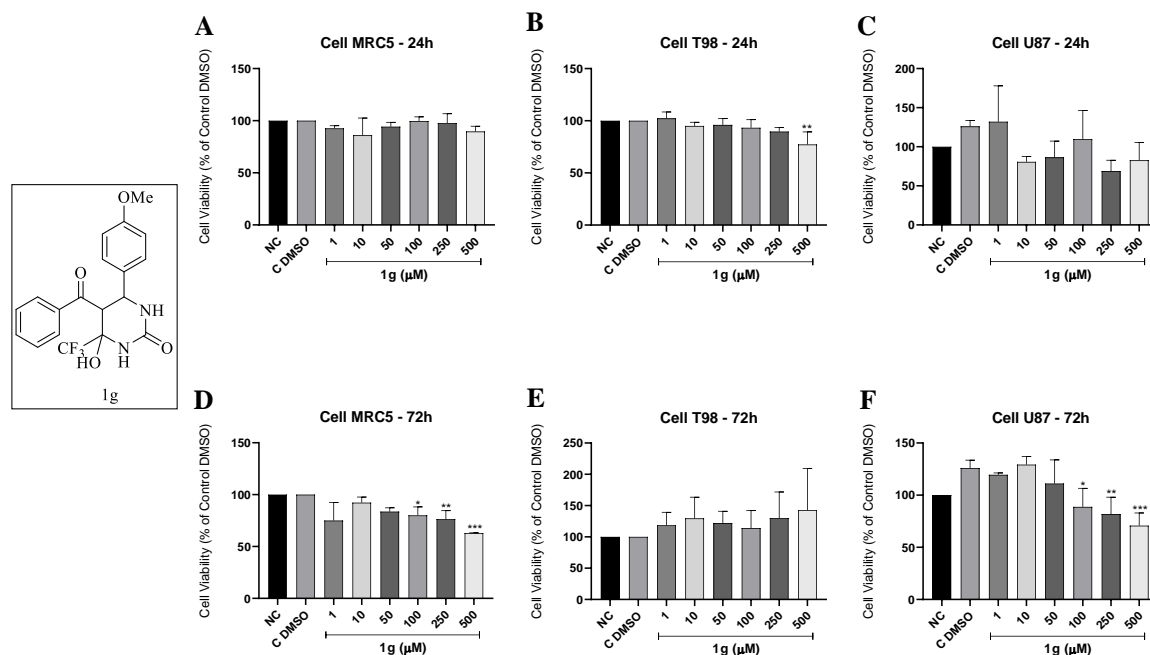 A
Cell MRC5 - 24h
Cell Viability (% of Control DMSO)
150
100
50
0
NC
C DMSO
1
10
50
100
250
500
1g (µM)
B
Cell T98 - 24h
Cell Viability (% of Control DMSO)
150
100
50
0
**
NC
C DMSO
1
10
50
100
250
500
1g (µM)
C
Cell U87 - 24h
Cell Viability (% of Control DMSO)
200
150
100
50
0
NC
C DMSO
1
10
50
100
250
500
1g (µM)
OMe
O
N
H
CF3
HO
N
H
O
1g
D
Cell MRC5 - 72h
Cell Viability (% of Control DMSO)
150
100
50
0
*
**
***
NC
C DMSO
1
10
50
100
250
500
1g (µM)
E
Cell T98 - 72h
Cell Viability (% of Control DMSO)
250
200
150
100
50
0
NC
C DMSO
1
10
50
100
250
500
1g (µM)
F
Cell U87 - 72h
Cell Viability (% of Control DMSO)
150
100
50
0
*
**
***
NC
C DMSO
1
10
50
100
250
500
1g (µM)